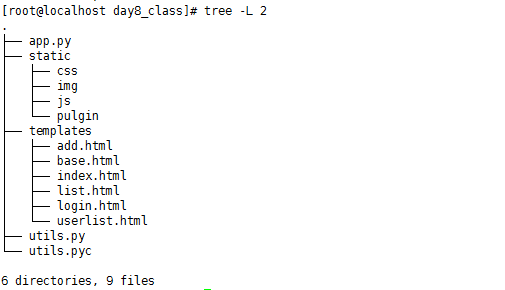 [root@localhost day8_class]# tree -L 2
.
├── app.py
├── static
│   ├── css
│   ├── img
│   ├── js
│   └── pulgin
├── templates
│   ├── add.html
│   ├── base.html
│   ├── index.html
│   ├── list.html
│   ├── login.html
│   └── userlist.html
├── utils.py
└── utils.pyc

6 directories, 9 files